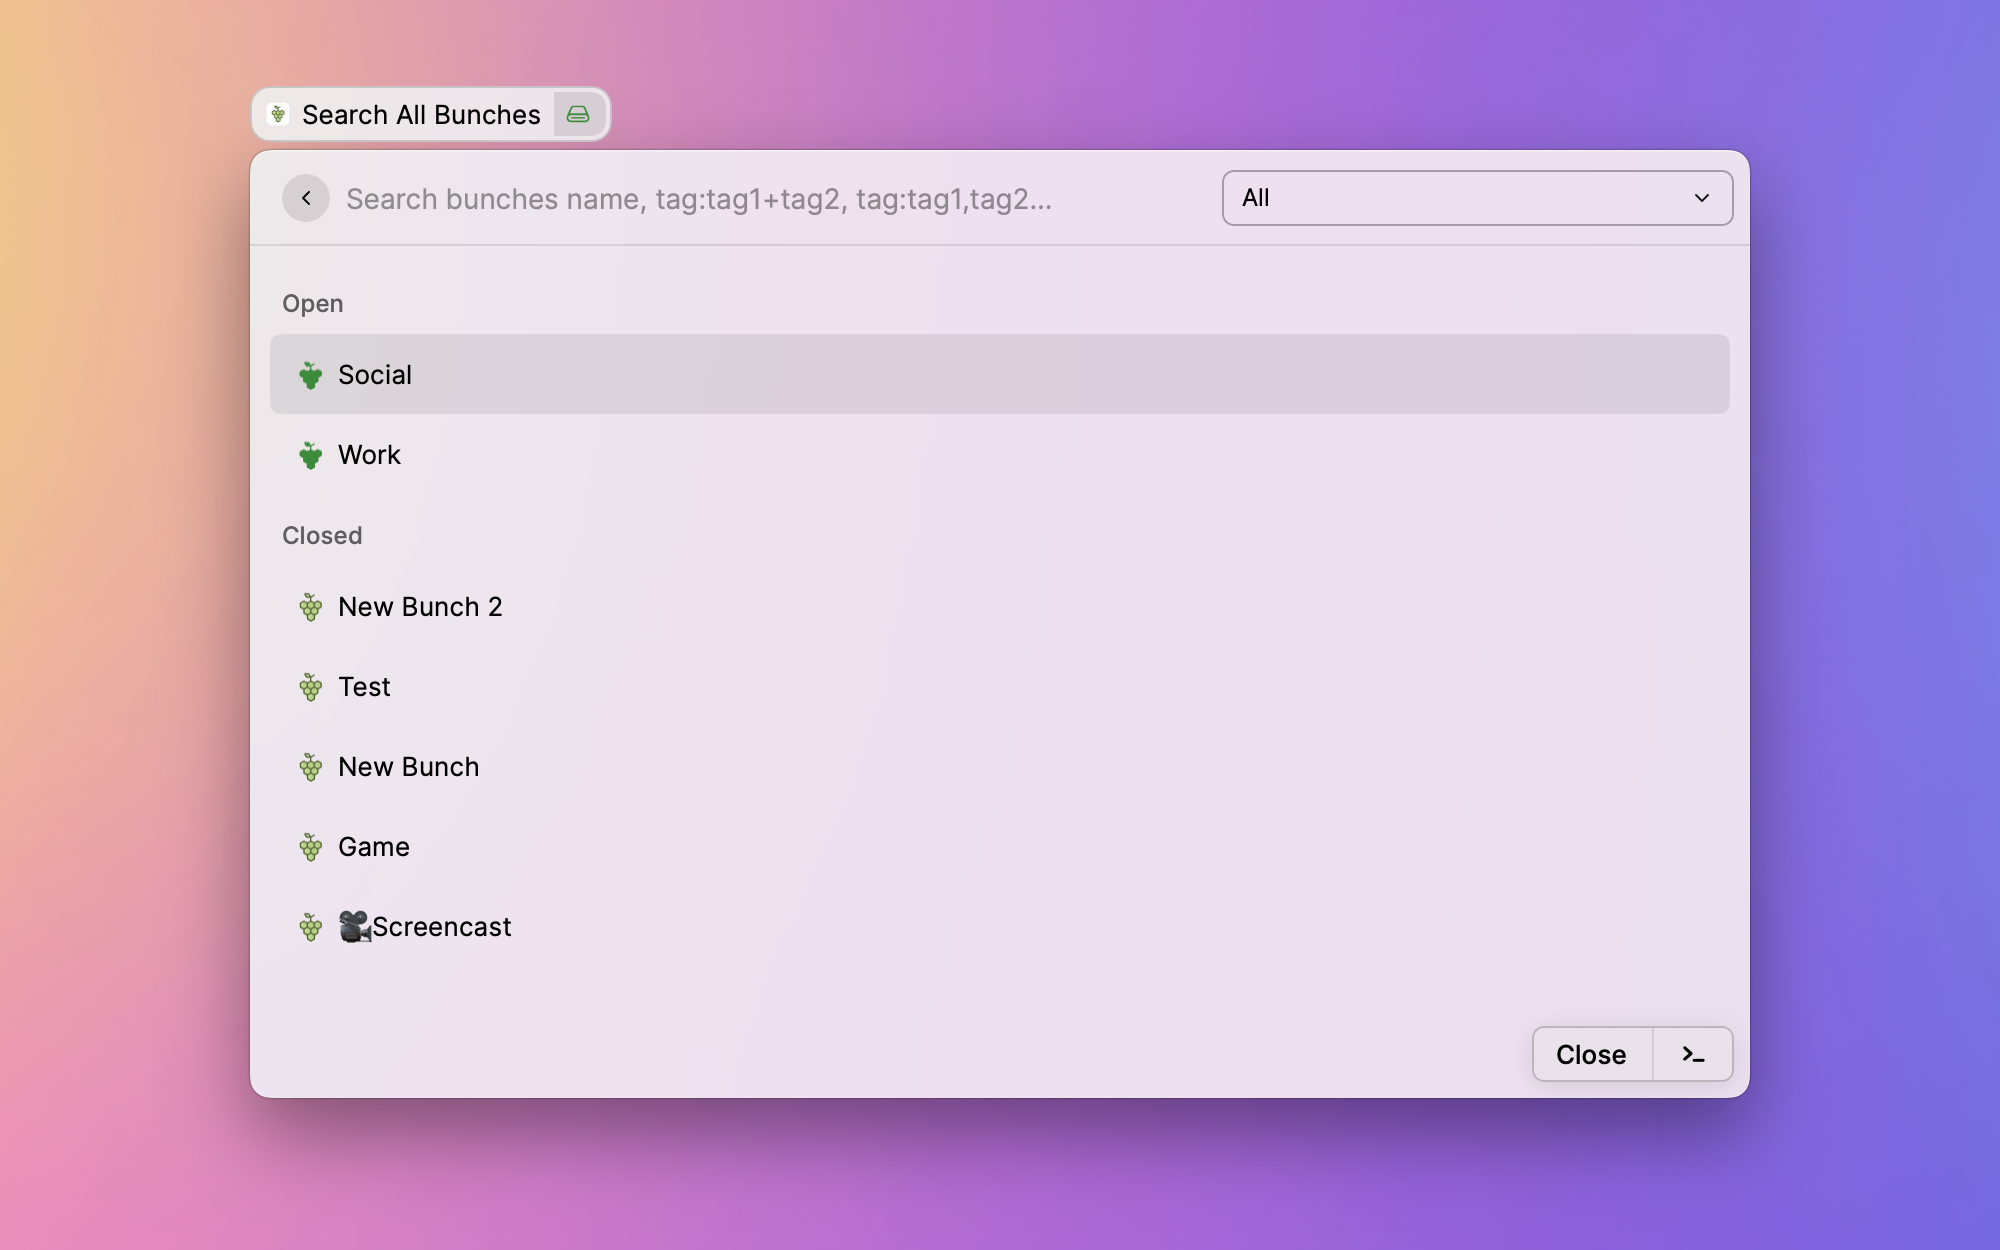 Search All Bunches
Search bunches name, tag:tag1+tag2, tag:tag1,tag2...
All
Open
Social
Work
Closed
New Bunch 2
Test
New Bunch
Game
🎥Screencast
Close